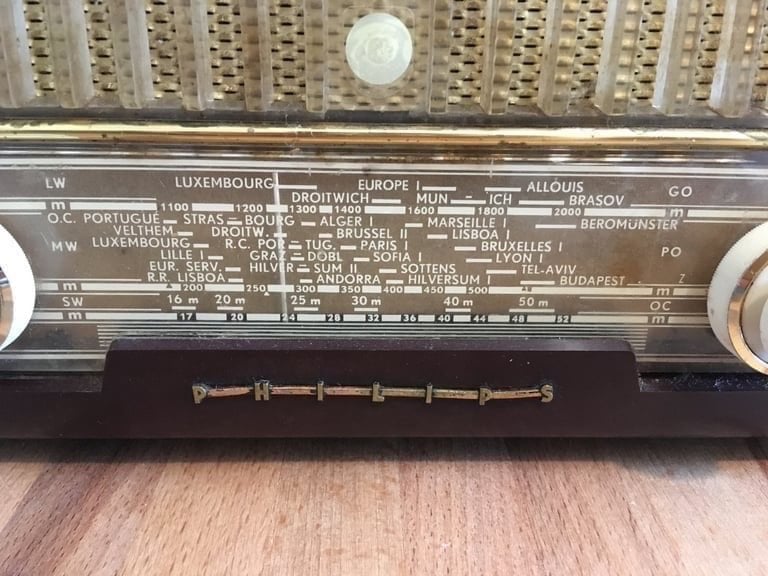 LW LUXEMBOURG EUROPE I ALLOUIS GO
DROITWICH MUN - ICH BRASOV
m 1100 1200 1300 1400 1600 1800 2000 m
O.C. PORTUGUE STRAS BOURG ALGER I MARSEILLE I BEROMÜNSTER
VELTHEM DROITW. BRUSSEL II LISBOA I
MW LUXEMBOURG R.C. POR TUG. PARIS I BRUXELLES I PO
LILLE I GRAZ DOBL SOFIA I LYON I
EUR. SERV. HILVER SUM II SOTTENS TEL-AVIV
R.R. LISBOA ANDORRA HILVERSUM I BUDAPEST Z
m 200 250 300 350 400 450 500 m
SW 16 m 20 m 25 m 30 m 40 m 50 m OC
m 17 20 24 28 32 36 40 44 48 52 m
PHILIPS